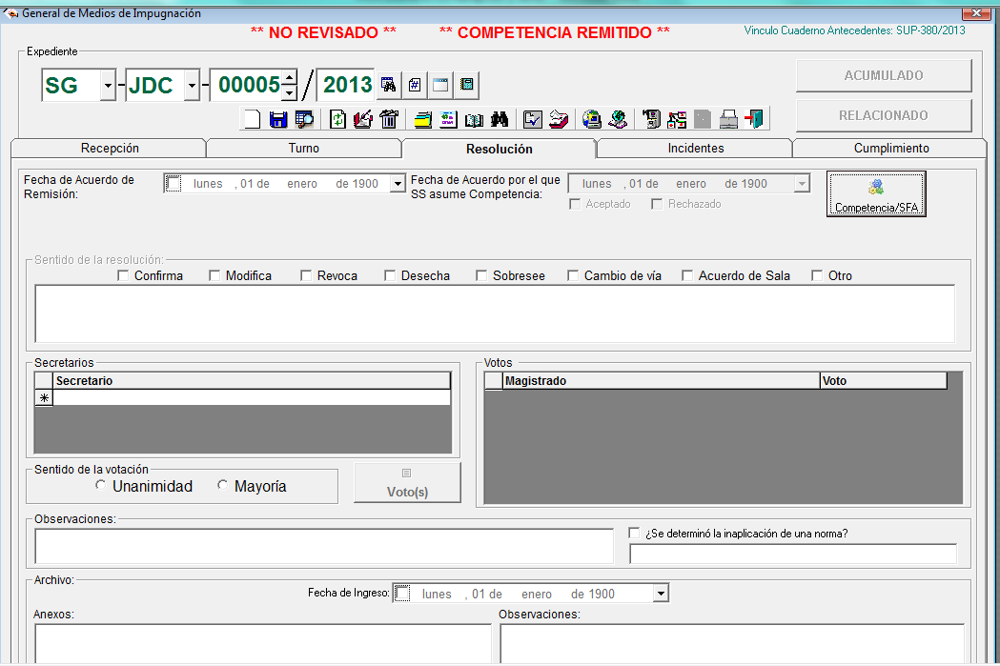 General de Medios de Impugnación
** NO REVISADO **
** COMPETENCIA REMITIDO **
Vinculo Cuaderno Antecedentes: SUP-380/2013
Expediente
SG - JDC - 00005 / 2013
ACUMULADO
RELACIONADO
Recepción
Turno
Resolución
Incidentes
Cumplimiento
Fecha de Acuerdo de
Remisión:
lunes , 01 de enero de 1900
Fecha de Acuerdo por el que
SS asume Competencia:
lunes , 01 de enero de 1900
Aceptado
Rechazado
Competencia/SFA
Sentido de la resolución:
Confirma
Modifica
Revoca
Desecha
Sobresee
Cambio de vía
Acuerdo de Sala
Otro
Secretarios
Secretario
Votos
Magistrado
Voto
Sentido de la votación
Unanimidad
Mayoría
Voto(s)
Observaciones:
¿Se determinó la inaplicación de una norma?
Archivo:
Fecha de Ingreso:
lunes , 01 de enero de 1900
Anexos:
Observaciones: